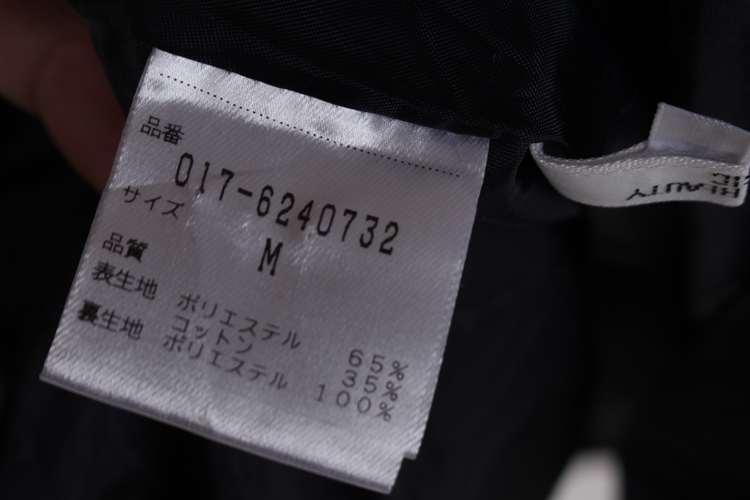 品番
017-6240732
サイズ
M
品質
表生地 ポリエステル 65%
コットン 35%
裏生地 ポリエステル 100%
BEAUTY